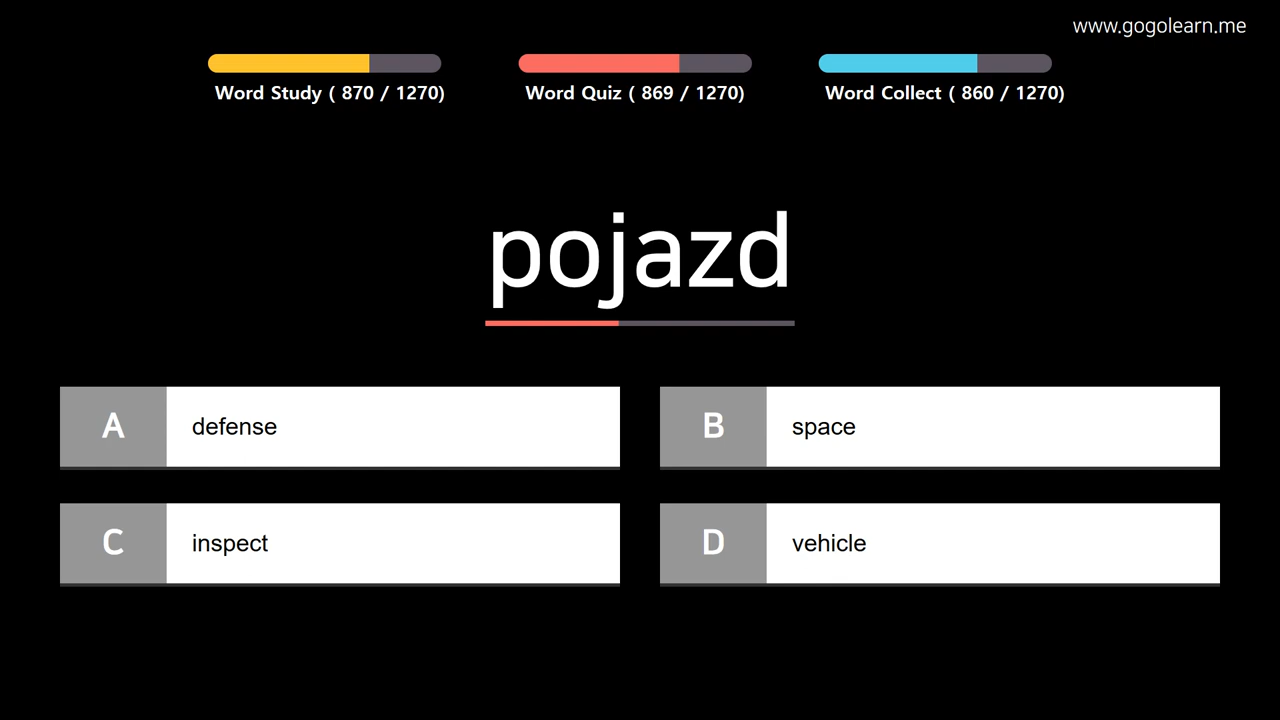 www.gogolearn.me
Word Study ( 870 / 1270)
Word Quiz ( 869 / 1270)
Word Collect ( 860 / 1270)
pojazd
A defense
B space
C inspect
D vehicle